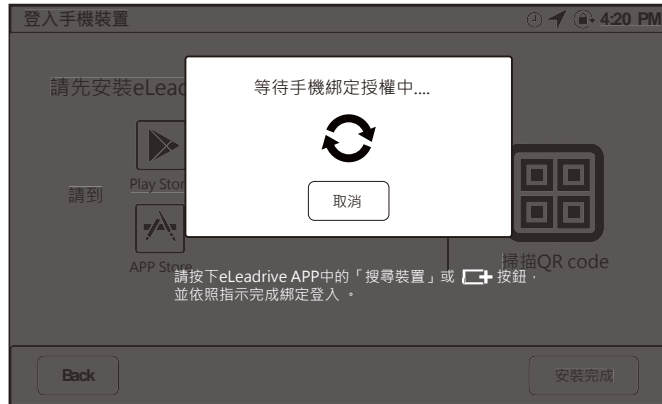 登入手機裝置
4:20 PM
請先安裝eLead
等待手機綁定授權中....
取消
請到
Play Stor
APP Store
掃描QR code
請按下eLeadrive APP中的「搜尋裝置」或 按鈕，
並依照指示完成綁定登入 。
Back
安裝完成